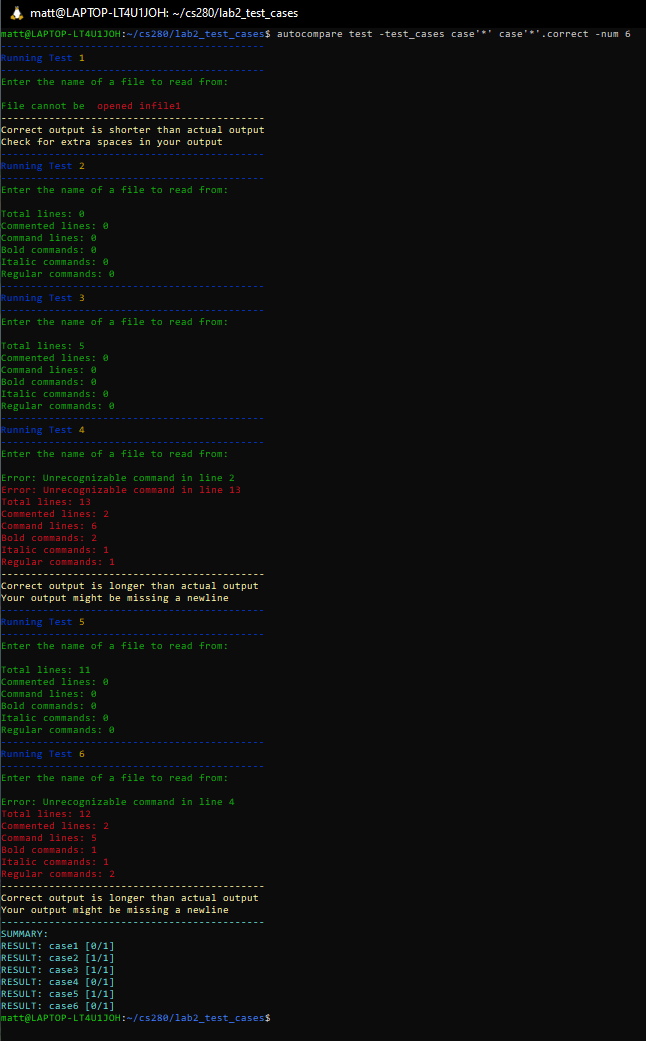 matt@LAPTOP-LT4U1JOH: ~/cs280/lab2_test_cases
matt@LAPTOP-LT4U1JOH:~/cs280/lab2_test_cases$ autocompare test -test_cases case'*' case'*'.correct -num 6
--------------------------------------------
Running Test 1
--------------------------------------------
Enter the name of a file to read from:

File cannot be  opened infile1
--------------------------------------------
Correct output is shorter than actual output
Check for extra spaces in your output
--------------------------------------------
Running Test 2
--------------------------------------------
Enter the name of a file to read from:

Total lines: 0
Commented lines: 0
Command lines: 0
Bold commands: 0
Italic commands: 0
Regular commands: 0
--------------------------------------------
Running Test 3
--------------------------------------------
Enter the name of a file to read from:

Total lines: 5
Commented lines: 0
Command lines: 0
Bold commands: 0
Italic commands: 0
Regular commands: 0
--------------------------------------------
Running Test 4
--------------------------------------------
Enter the name of a file to read from:

Error: Unrecognizable command in line 2
Error: Unrecognizable command in line 13
Total lines: 13
Commented lines: 2
Command lines: 6
Bold commands: 2
Italic commands: 1
Regular commands: 1
--------------------------------------------
Correct output is longer than actual output
Your output might be missing a newline
--------------------------------------------
Running Test 5
--------------------------------------------
Enter the name of a file to read from:

Total lines: 11
Commented lines: 0
Command lines: 0
Bold commands: 0
Italic commands: 0
Regular commands: 0
--------------------------------------------
Running Test 6
--------------------------------------------
Enter the name of a file to read from:

Error: Unrecognizable command in line 4
Total lines: 12
Commented lines: 2
Command lines: 5
Bold commands: 1
Italic commands: 1
Regular commands: 2
--------------------------------------------
Correct output is longer than actual output
Your output might be missing a newline
--------------------------------------------
SUMMARY:
RESULT: case1 [0/1]
RESULT: case2 [1/1]
RESULT: case3 [1/1]
RESULT: case4 [0/1]
RESULT: case5 [1/1]
RESULT: case6 [0/1]
matt@LAPTOP-LT4U1JOH:~/cs280/lab2_test_cases$